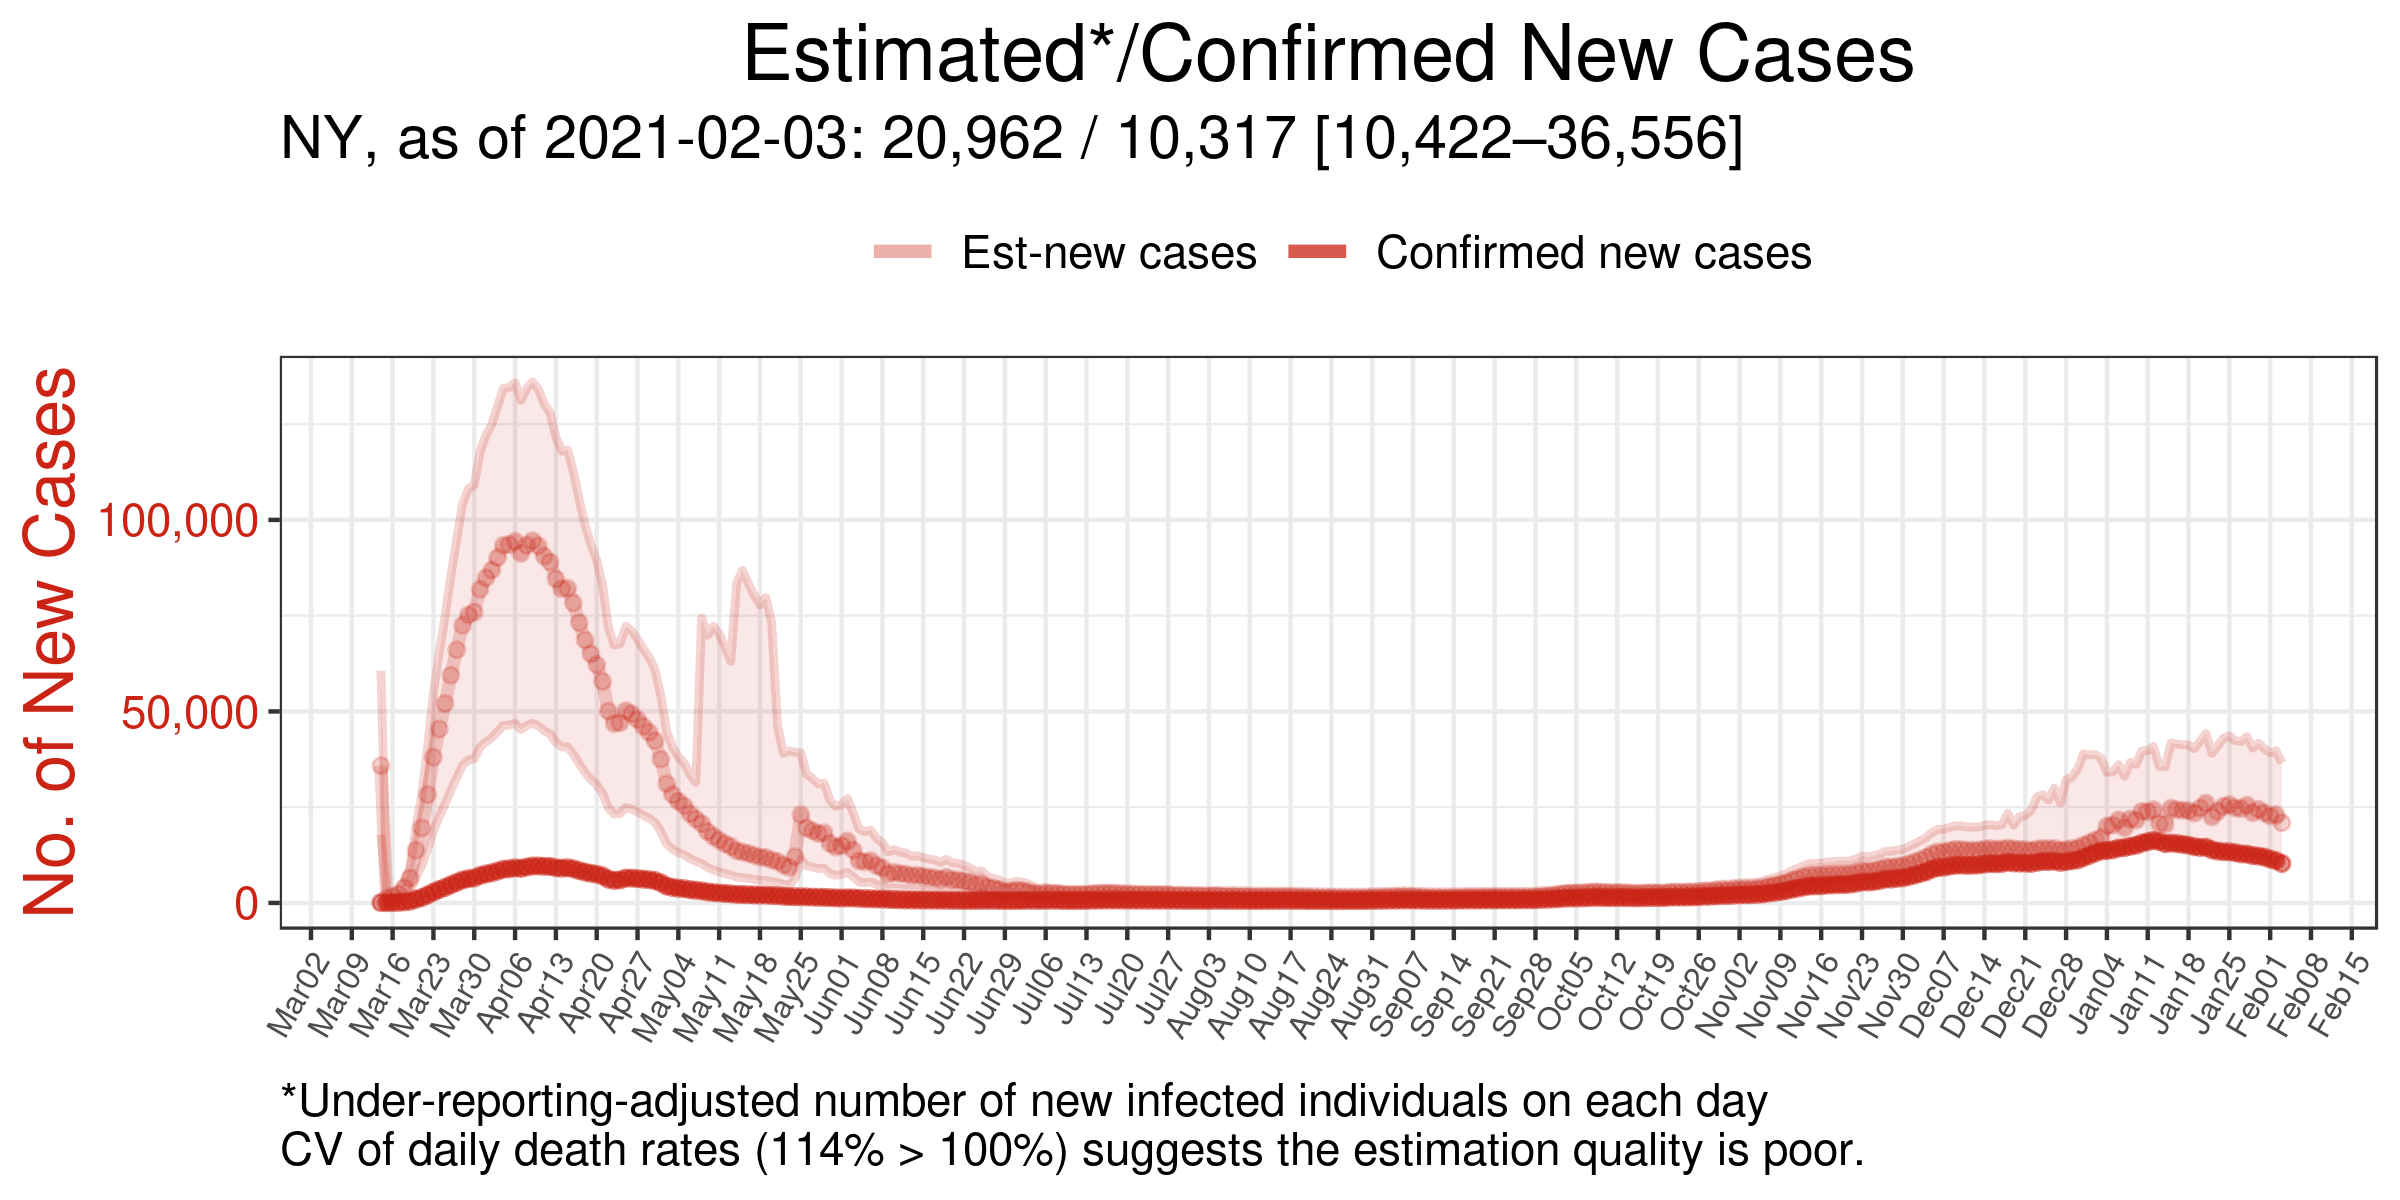 Estimated*/Confirmed New Cases
NY, as of 2021-02-03: 20,962 / 10,317 [10,422–36,556]
Est-new cases
Confirmed new cases
No. of New Cases
100,000
50,000
0
Mar02
Mar09
Mar16
Mar23
Mar30
Apr06
Apr13
Apr20
Apr27
May04
May11
May18
May25
Jun01
Jun08
Jun15
Jun22
Jun29
Jul06
Jul13
Jul20
Jul27
Aug03
Aug10
Aug17
Aug24
Aug31
Sep07
Sep14
Sep21
Sep28
Oct05
Oct12
Oct19
Oct26
Nov02
Nov09
Nov16
Nov23
Nov30
Dec07
Dec14
Dec21
Dec28
Jan04
Jan11
Jan18
Jan25
Feb01
Feb08
Feb15
*Under-reporting-adjusted number of new infected individuals on each day
CV of daily death rates (114% > 100%) suggests the estimation quality is poor.